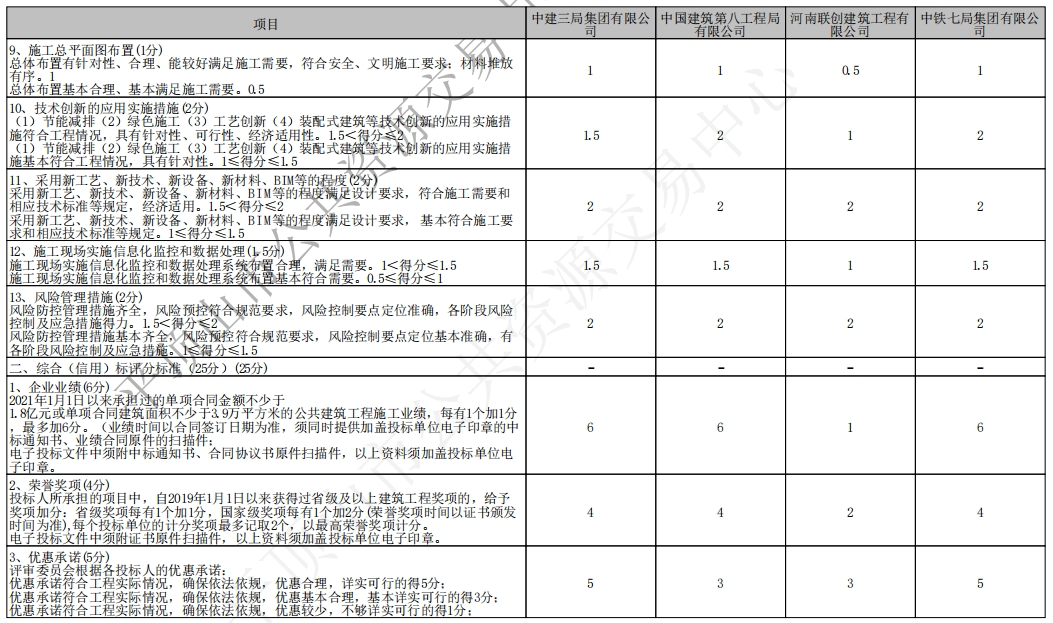 项目
中建三局集团有限公
司
中国建筑第八工程局
有限公司
河南联创建筑工程有
限公司
中铁七局集团有限公
司
9、施工总平面图布置(1分)
总体布置有针对性、合理、能较好满足施工需要，符合安全、文明施工要求；材料堆放
有序。1
总体布置基本合理、基本满足施工需要。0.5
1
1
0.5
1
10、技术创新的应用实施措施(2分)
（1）节能减排（2）绿色施工（3）工艺创新（4）装配式建筑等技术创新的应用实施措
施符合工程情况，具有针对性、可行性、经济适用性。1.5<得分≤2
（1）节能减排（2）绿色施工（3）工艺创新（4）装配式建筑等技术创新的应用实施措
施基本符合工程情况，具有针对性。1≤得分≤1.5
1.5
2
1
2
11、采用新工艺、新技术、新设备、新材料、BIM等的程度(2分)
采用新工艺、新技术、新设备、新材料、BIM等的程度满足设计要求，符合施工需要和
相应技术标准等规定，经济适用。1.5<得分≤2
采用新工艺、新技术、新设备、新材料、BIM等的程度满足设计要求， 基本符合施工要
求和相应技术标准等规定。1≤得分≤1.5
2
2
2
2
12、施工现场实施信息化监控和数据处理(1.5分)
施工现场实施信息化监控和数据处理系统布置合理，满足需要。1<得分≤1.5
施工现场实施信息化监控和数据处理系统布置基本符合需要。0.5≤得分≤1
1.5
1.5
1
1.5
13、风险管理措施(2分)
风险防控管理措施齐全，风险预控符合规范要求，风险控制要点定位准确，各阶段风险
控制及应急措施得力。1.5<得分≤2
风险防控管理措施基本齐全，风险预控符合规范要求，风险控制要点定位基本准确，有
各阶段风险控制及应急措施。1≤得分≤1.5
2
2
2
2
二、综合（信用）标评分标准（25分）(25分)
-
-
-
-
1、企业业绩(6分)
2021年1月1日以来承担过的单项合同金额不少于
1.8亿元或单项合同建筑面积不少于3.9万平方米的公共建筑工程施工业绩，每有1个加1分
，最多加6分。（业绩时间以合同签订日期为准，须同时提供加盖投标单位电子印章的中
标通知书、业绩合同原件的扫描件；
电子投标文件中须附中标通知书、合同协议书原件扫描件，以上资料须加盖投标单位电
子印章。
6
6
1
6
2、荣誉奖项(4分)
投标人所承担的项目中，自2019年1月1日以来获得过省级及以上建筑工程奖项的，给予
奖项加分：省级奖项每有1个加1分，国家级奖项每有1个加2分(荣誉奖项时间以证书颁发
时间为准),每个投标单位的计分奖项最多记取2个，以最高荣誉奖项计分。
电子投标文件中须附证书原件扫描件，以上资料须加盖投标单位电子印章。
4
4
2
4
3、优惠承诺(5分)
评审委员会根据各投标人的优惠承诺：
优惠承诺符合工程实际情况，确保依法依规，优惠合理，详实可行的得5分；
优惠承诺符合工程实际情况，确保依法依规，优惠基本合理，基本详实可行的得3分；
优惠承诺符合工程实际情况，确保依法依规，优惠较少，不够详实可行的得1分；
5
3
3
5
平顶山市公共资源交易中
平顶山市公共资源交易中心